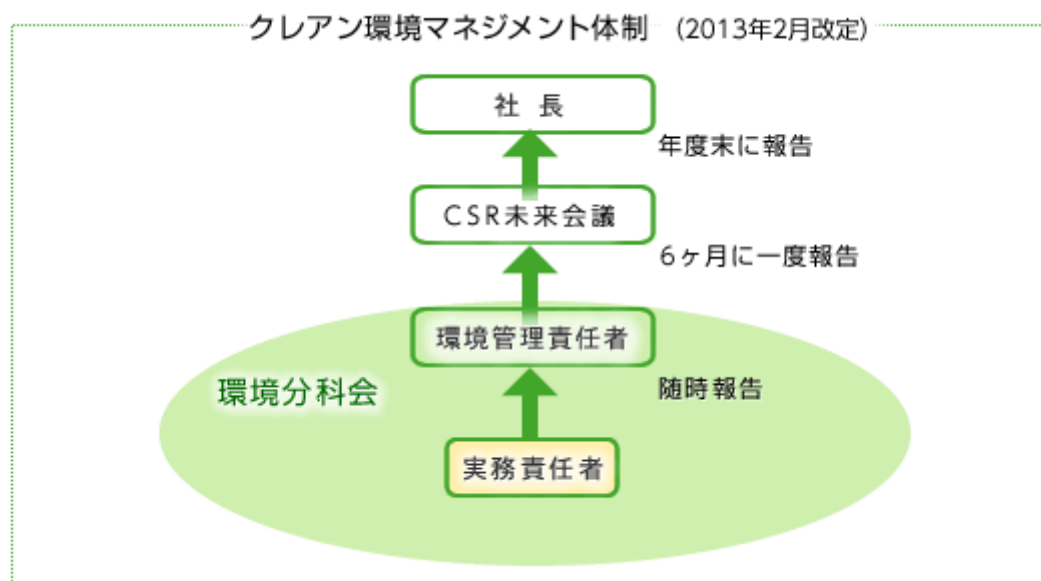 クレアン環境マネジメント体制 (2013年2月改定)
社 長
年度末に報告
CSR未来会議
6ヶ月に一度報告
環境管理責任者
環境分科会
随時報告
実務責任者